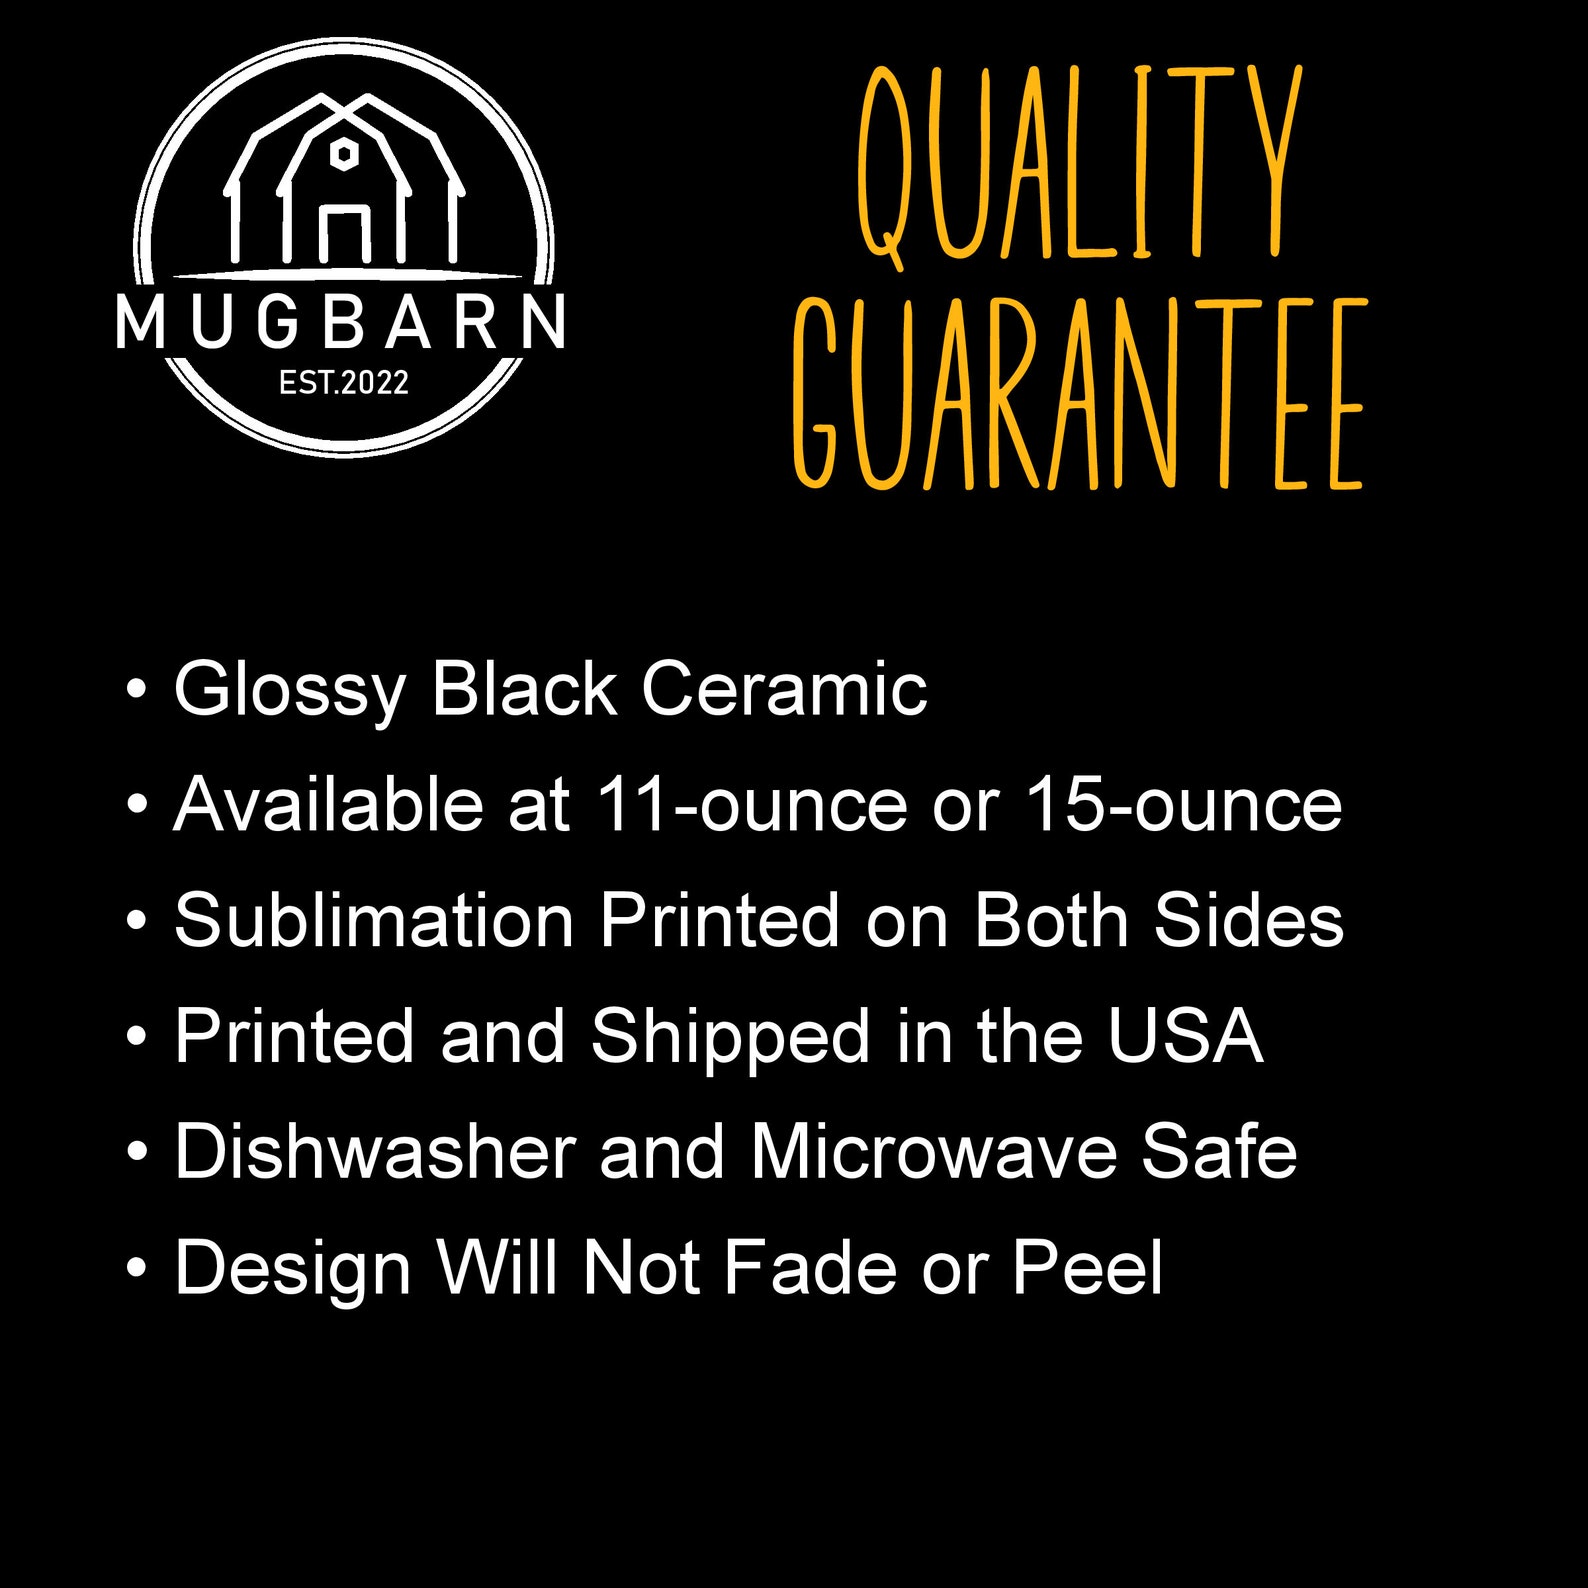 MUGBARN
EST.2022
QUALITY
GUARANTEE
• Glossy Black Ceramic
• Available at 11-ounce or 15-ounce
• Sublimation Printed on Both Sides
• Printed and Shipped in the USA
• Dishwasher and Microwave Safe
• Design Will Not Fade or Peel